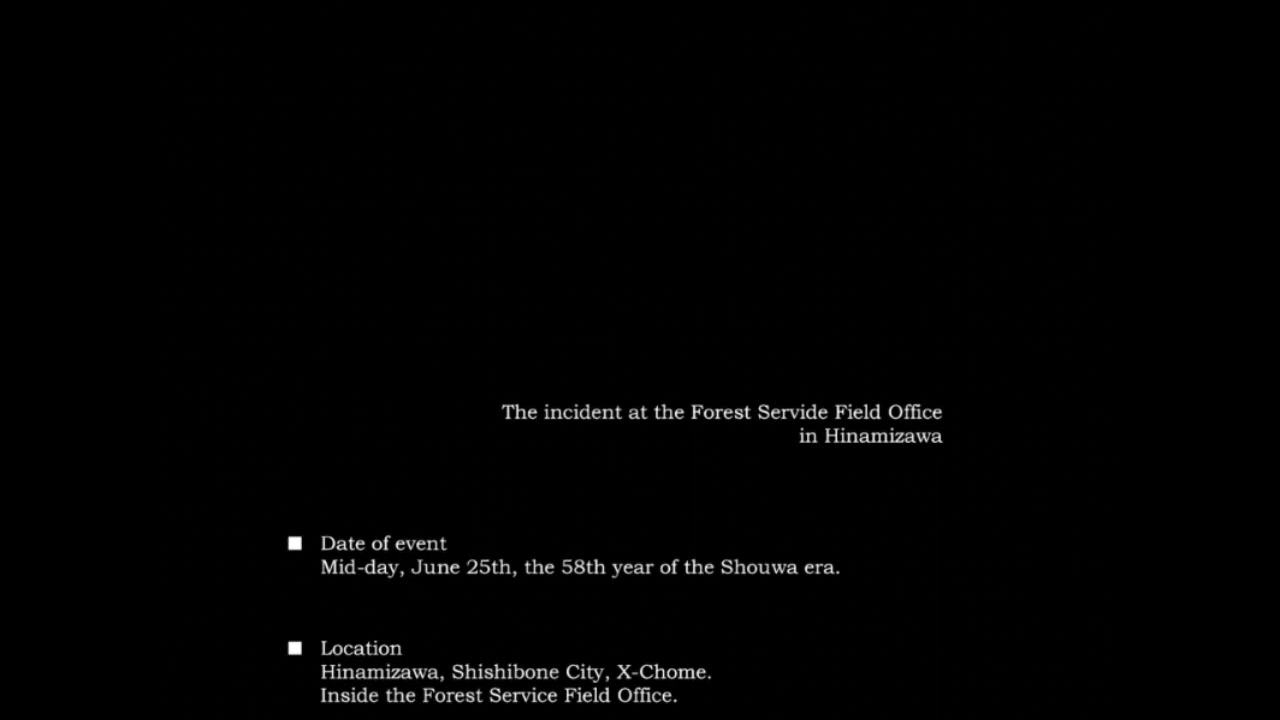 The incident at the Forest Servide Field Office
in Hinamizawa
■ Date of event
Mid-day, June 25th, the 58th year of the Shouwa era.
■ Location
Hinamizawa, Shishibone City, X-Chome.
Inside the Forest Service Field Office.